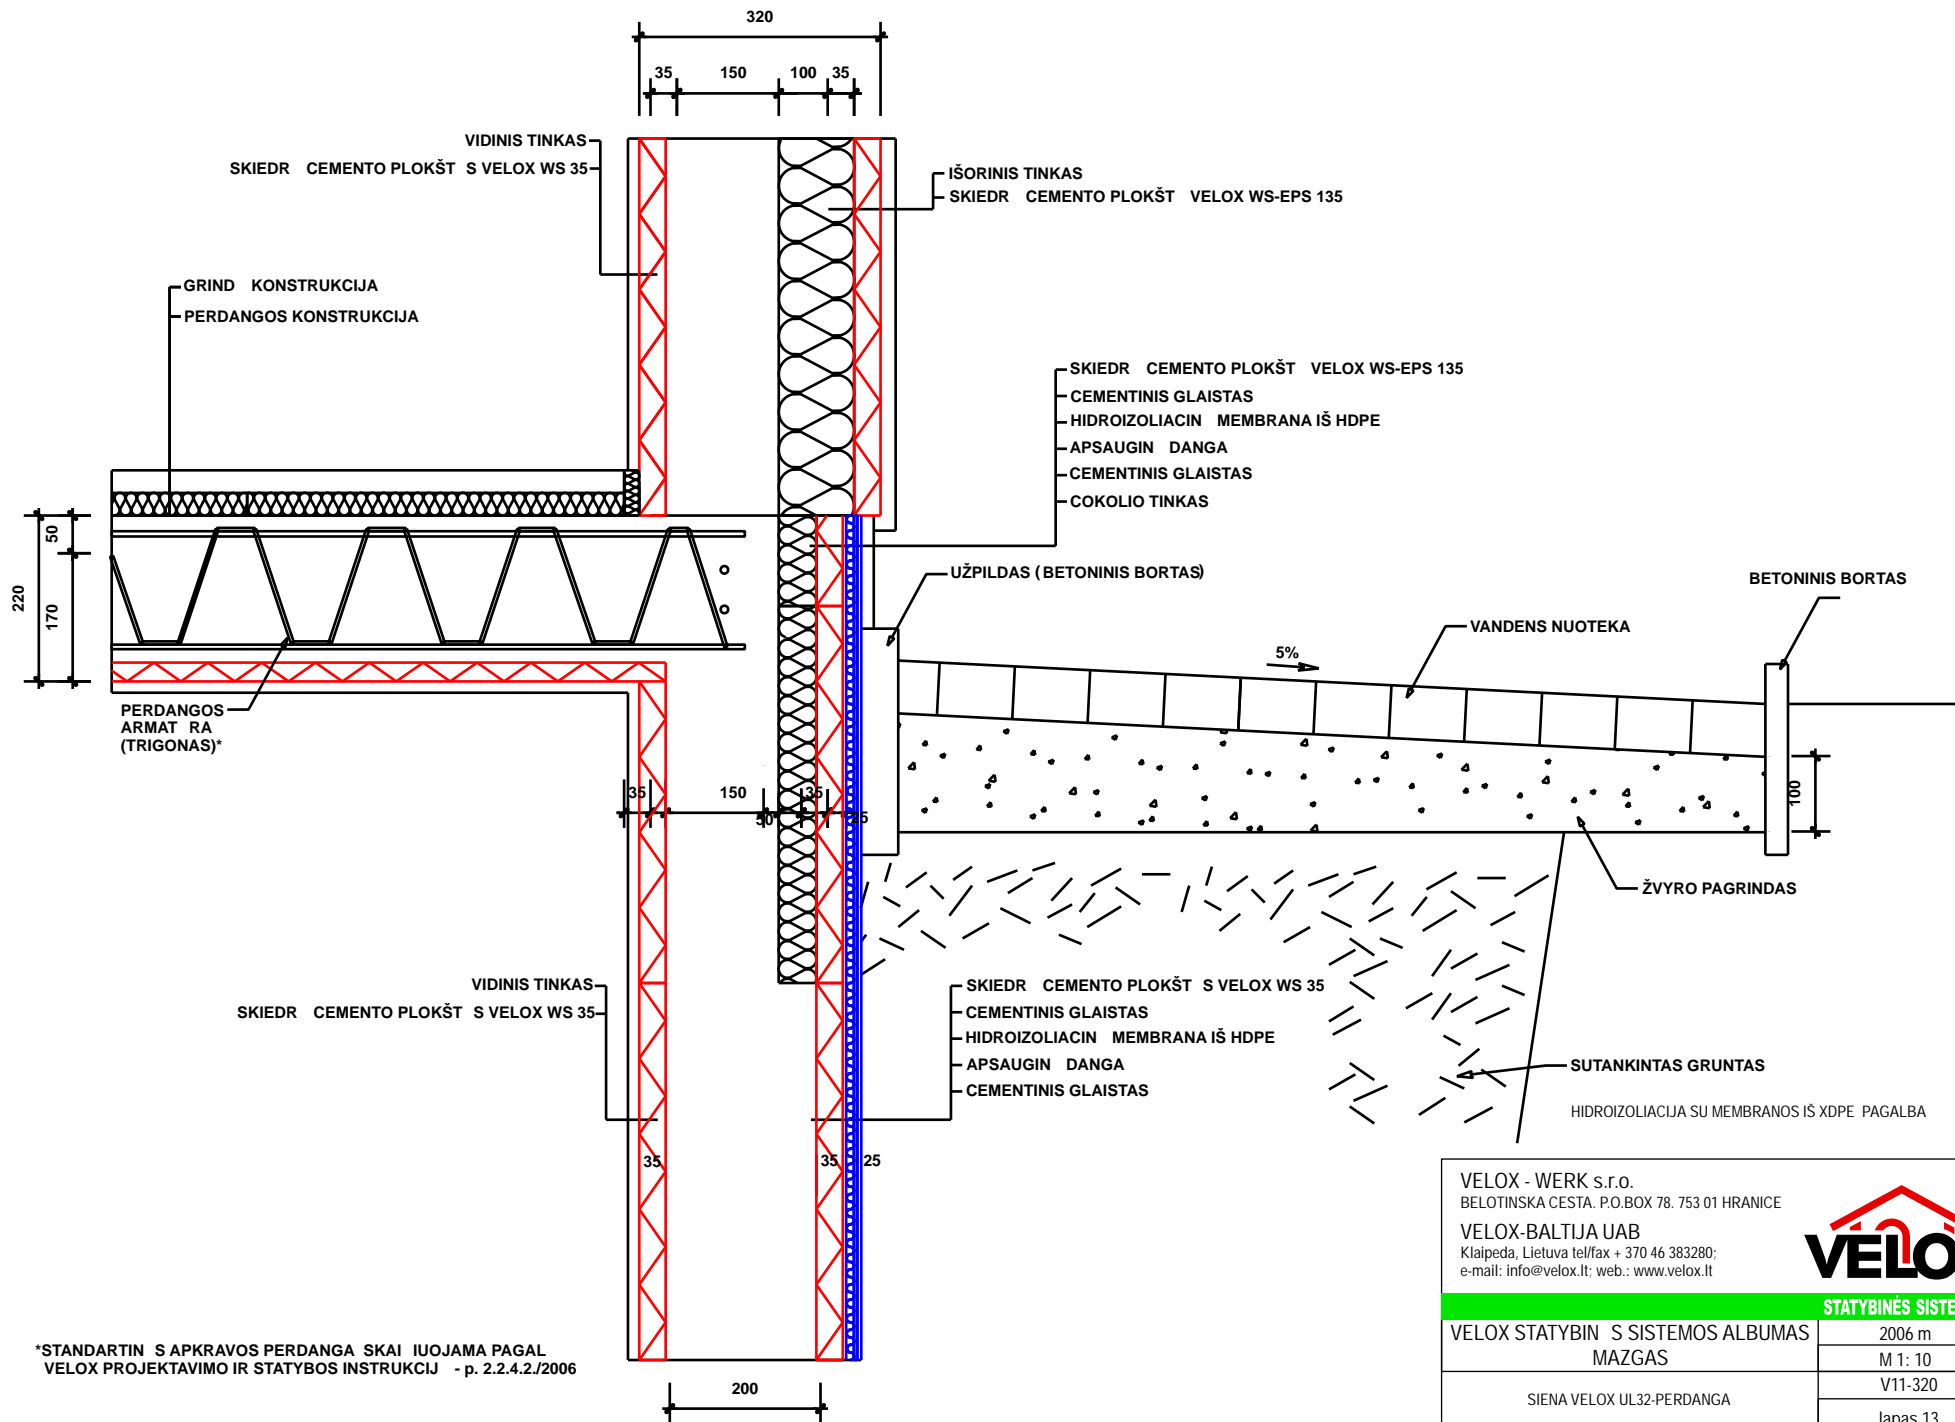 320
35 150 100 35
VIDINIS TINKAS
SKIEDR CEMENTO PLOKŠT S VELOX WS 35
IŠORINIS TINKAS
SKIEDR CEMENTO PLOKŠT VELOX WS-EPS 135
GRIND KONSTRUKCIJA
PERDANGOS KONSTRUKCIJA
SKIEDR CEMENTO PLOKŠT VELOX WS-EPS 135
CEMENTINIS GLAISTAS
HIDROIZOLIACIN MEMBRANA IŠ HDPE
APSAUGIN DANGA
CEMENTINIS GLAISTAS
COKOLIO TINKAS
50
220
170
UŽPILDAS (BETONINIS BORTAS)
BETONINIS BORTAS
VANDENS NUOTEKA
5%
PERDANGOS
ARMAT RA
(TRIGONAS)*
35 150 50 35 25
100
ŽVYRO PAGRINDAS
VIDINIS TINKAS
SKIEDR CEMENTO PLOKŠT S VELOX WS 35
SKIEDR CEMENTO PLOKŠT S VELOX WS 35
CEMENTINIS GLAISTAS
HIDROIZOLIACIN MEMBRANA IŠ HDPE
APSAUGIN DANGA
CEMENTINIS GLAISTAS
SUTANKINTAS GRUNTAS
HIDROIZOLIACIJA SU MEMBRANOS IŠ XDPE PAGALBA
35 35 25
VELOX - WERK s.r.o.
BELOTINSKA CESTA. P.O.BOX 78. 753 01 HRANICE
VELOX-BALTIJA UAB
Klaipeda, Lietuva tel/fax + 370 46 383280;
e-mail: info@velox.lt; web.: www.velox.lt
VELO
STATYBINĖS SISTE
VELOX STATYBIN S SISTEMOS ALBUMAS
MAZGAS
2006 m
M 1: 10
V11-320
SIENA VELOX UL32-PERDANGA
lapas 13
*STANDARTIN S APKRAVOS PERDANGA SKAI IUOJAMA PAGAL
VELOX PROJEKTAVIMO IR STATYBOS INSTRUKCIJ - p. 2.2.4.2./2006
200